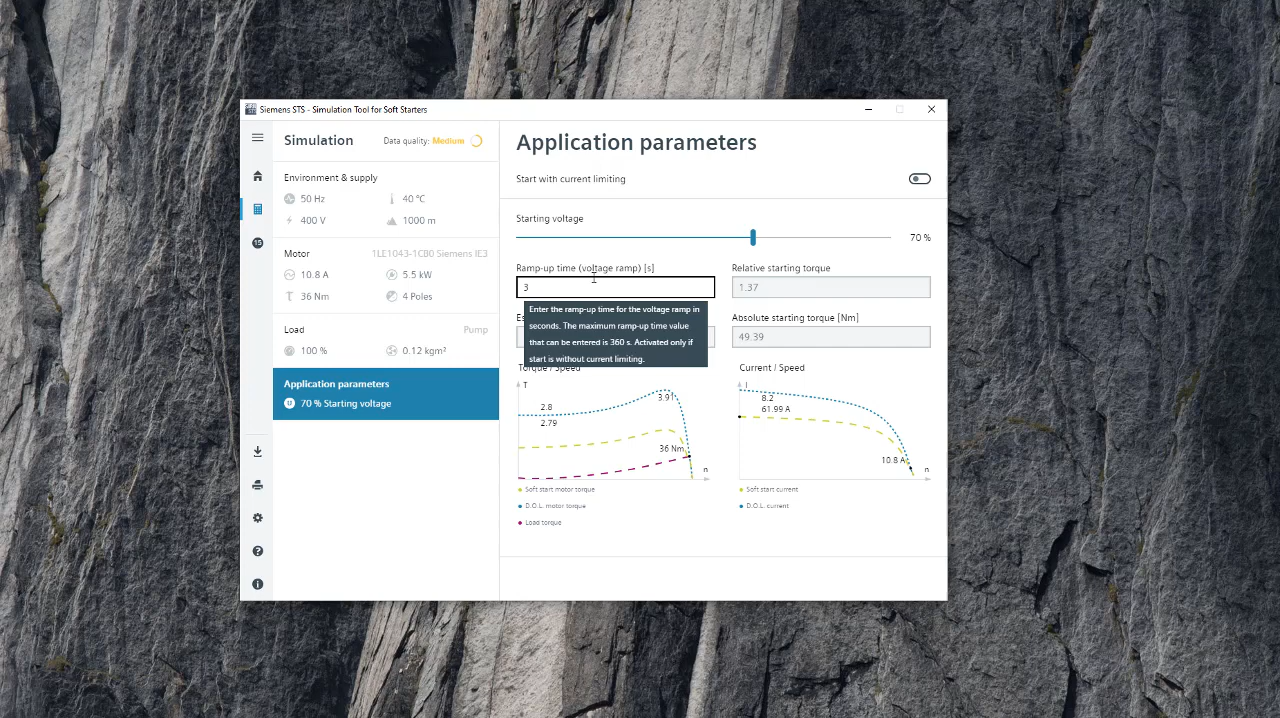 Siemens STS - Simulation Tool for Soft Starters
Simulation
Data quality: Medium
Environment & supply
50 Hz
40 °C
400 V
1000 m
Motor
1LE1043-1CB0 Siemens IE3
10.8 A
5.5 kW
36 Nm
4 Poles
Load
Pump
100 %
0.12 kgm²
Application parameters
70 % Starting voltage
15
Application parameters
Start with current limiting
Starting voltage
70 %
Ramp-up time (voltage ramp) [s]
Relative starting torque
3
1.37
Enter the ramp-up time for the voltage ramp in
seconds. The maximum ramp-up time value
that can be entered is 360 s. Activated only if
start is without current limiting.
Absolute starting torque [Nm]
49.39
Torque / Speed
T
2.8
2.79
3.91
36 Nm
n
Soft start motor torque
D.O.L. motor torque
Load torque
Current / Speed
I
8.2
61.99 A
10.8 A
n
Soft start current
D.O.L. current